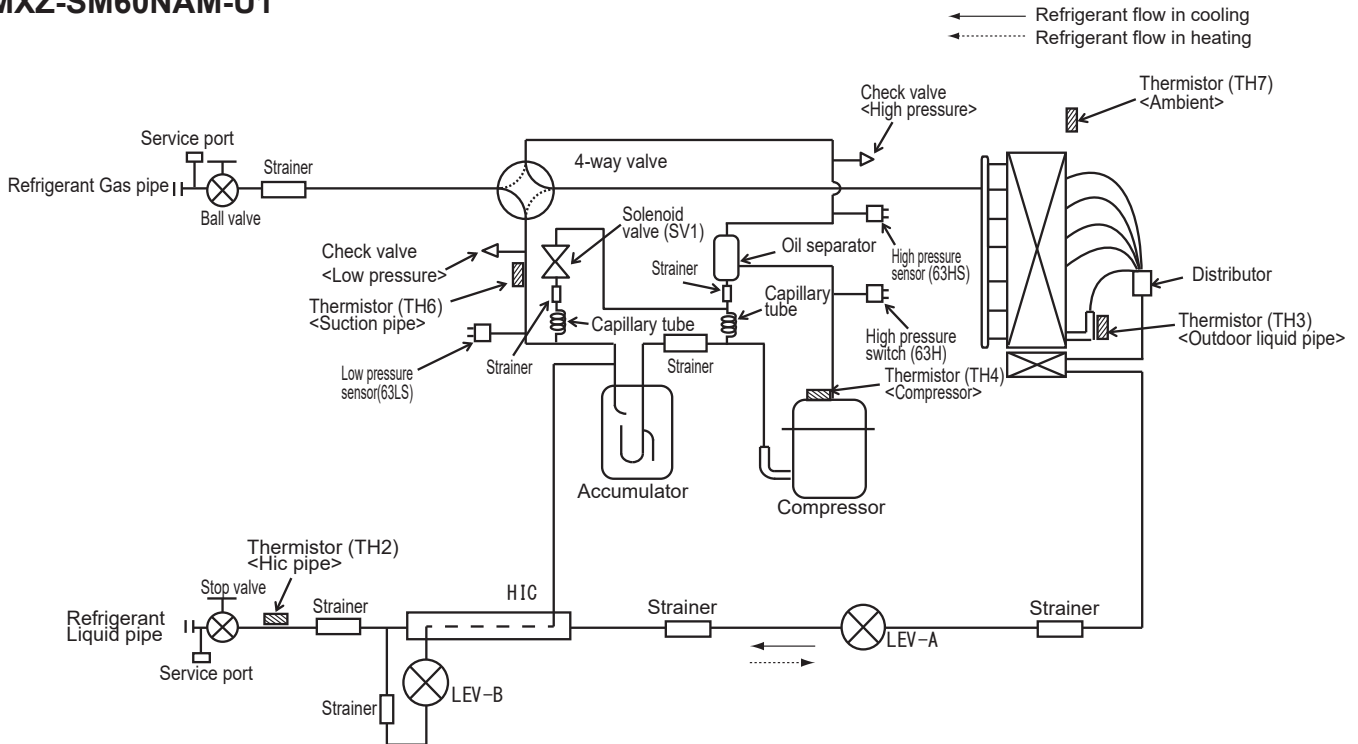 MXZ-SM60NAM-U1
Refrigerant flow in cooling
Refrigerant flow in heating
Thermistor (TH7)
<Ambient>
Check valve
<High pressure>
Service port
Strainer
4-way valve
Refrigerant Gas pipe
Ball valve
Solenoid
valve (SV1)
Oil separator
High pressure
sensor (63HS)
Check valve
<Low pressure>
Strainer
Distributor
Thermistor (TH6)
<Suction pipe>
Capillary tube
Capillary
tube
High pressure
switch (63H)
Thermistor (TH3)
<Outdoor liquid pipe>
Low pressure
sensor(63LS)
Strainer
Strainer
Thermistor (TH4)
<Compressor>
Accumulator
Compressor
Thermistor (TH2)
<Hic pipe>
Stop valve
Strainer
HIC
Strainer
Strainer
Refrigerant
Liquid pipe
LEV-A
Service port
LEV-B
Strainer